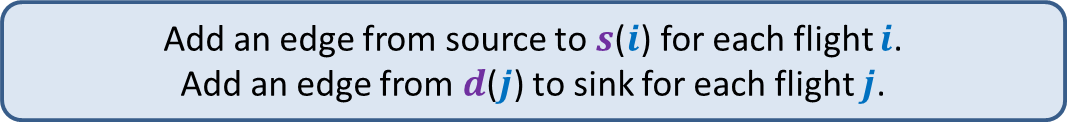 Add an edge from source to s(i) for each flight i.
Add an edge from d(j) to sink for each flight j.